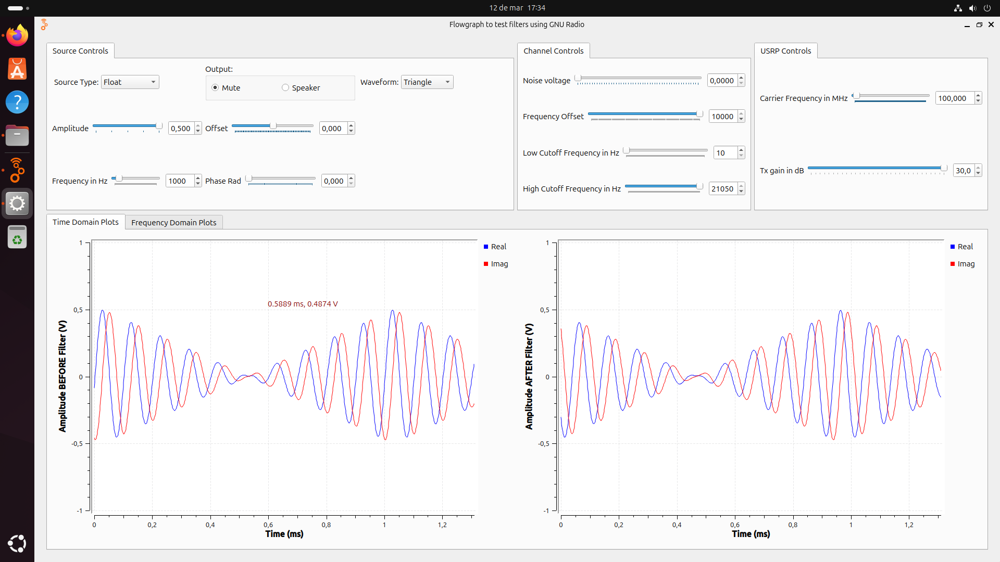 12 de mar 17:34
Flowgraph to test filters using GNU Radio
Source Controls
Source Type: Float
Output:
Mute
Speaker
Waveform: Triangle
Amplitude 0,500
Offset 0,000
Frequency in Hz 1000
Phase Rad 0,000
Channel Controls
Noise voltage 0,0000
Frequency Offset 10000
Low Cutoff Frequency in Hz 10
High Cutoff Frequency in Hz 21050
USRP Controls
Carrier Frequency in MHz 100,000
Tx gain in dB 30,0
Time Domain Plots
Frequency Domain Plots
Amplitude BEFORE Filter (V)
1
0,5
0
-0,5
-1
0.5889 ms, 0.4874 V
Real
Imag
0 0,2 0,4 0,6 0,8 1 1,2
Time (ms)
Amplitude AFTER Filter (V)
1
0,5
0
-0,5
-1
Real
Imag
0 0,2 0,4 0,6 0,8 1 1,2
Time (ms)